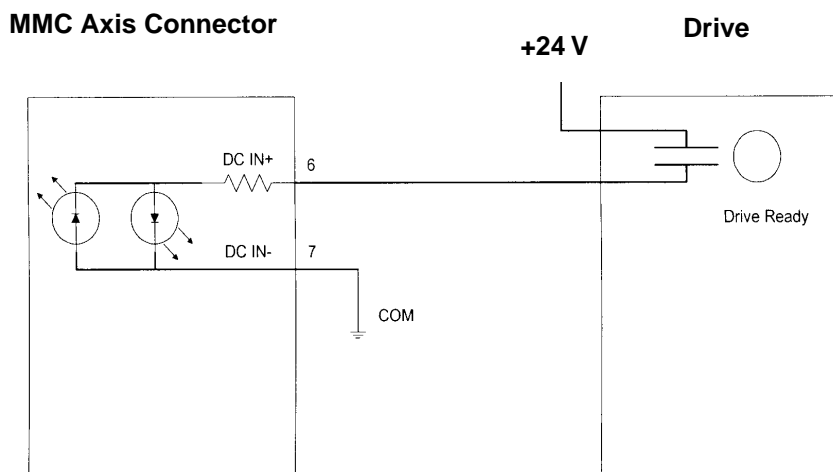 MMC Axis Connector
+24 V
Drive
DC IN+
6
Drive Ready
DC IN-
7
COM